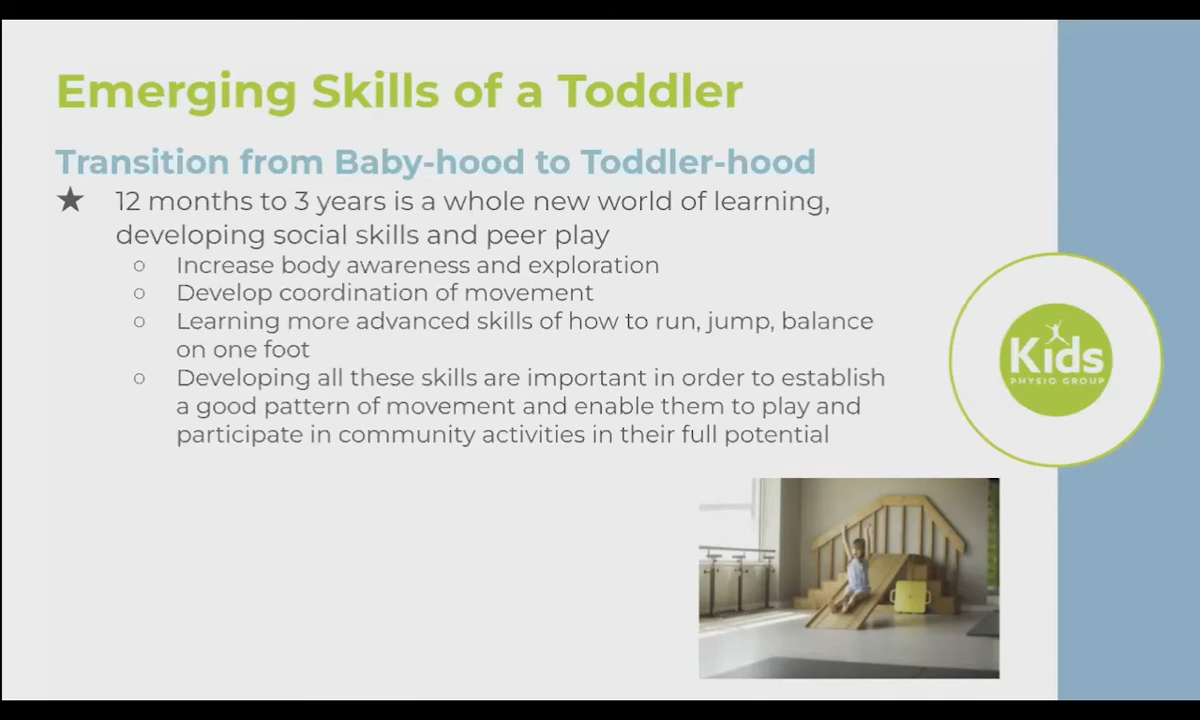 Emerging Skills of a Toddler
Transition from Baby-hood to Toddler-hood
★ 12 months to 3 years is a whole new world of learning,
developing social skills and peer play
○ Increase body awareness and exploration
○ Develop coordination of movement
○ Learning more advanced skills of how to run, jump, balance
on one foot
○ Developing all these skills are important in order to establish
a good pattern of movement and enable them to play and
participate in community activities in their full potential
Kids
PHYSIO GROUP